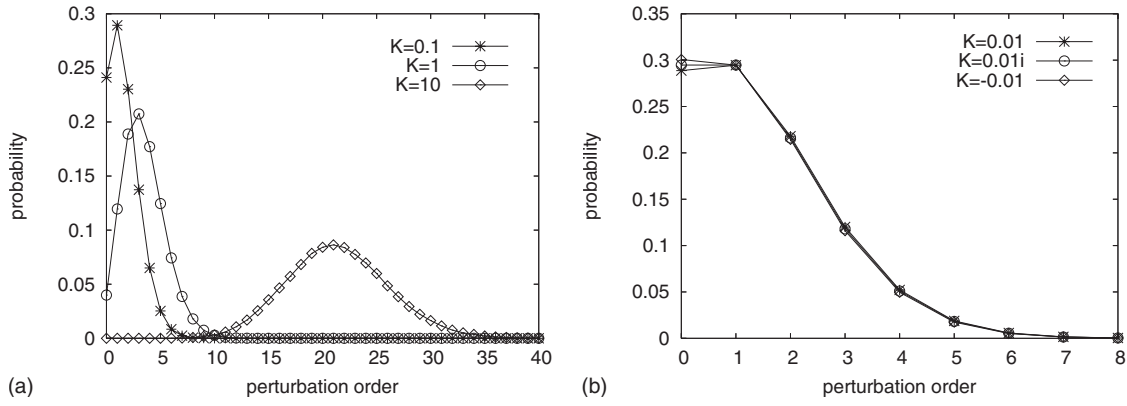 0.3
0.25
0.2
0.15
0.1
0.05
0
probability
K=0.1
K=1
K=10
0 5 10 15 20 25 30 35 40
perturbation order
(a)
0.35
0.3
0.25
0.2
0.15
0.1
0.05
0
probability
K=0.01
K=0.01i
K=-0.01
0 1 2 3 4 5 6 7 8
perturbation order
(b)